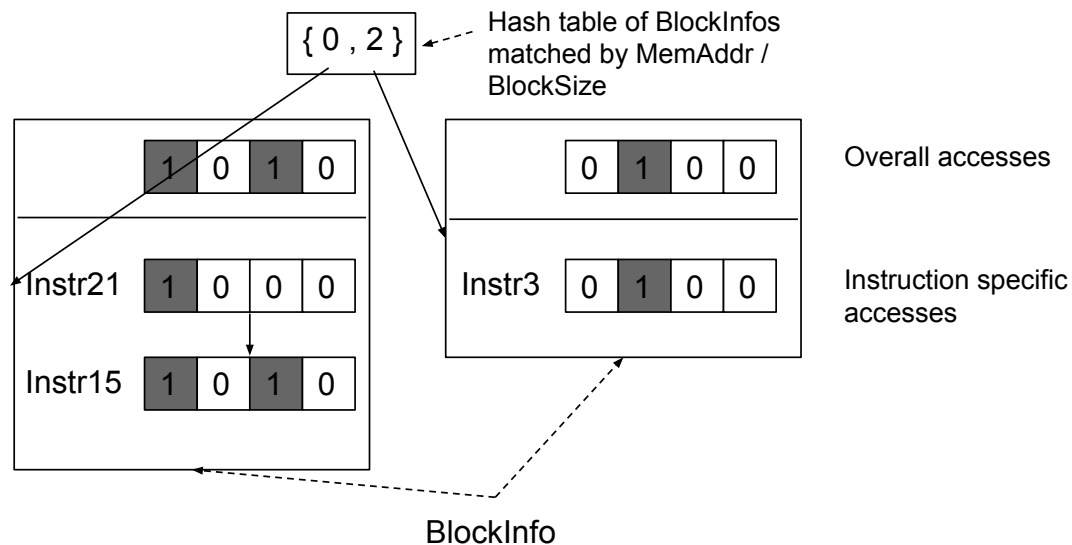 { 0 , 2 }
Hash table of BlockInfos
matched by MemAddr /
BlockSize
1 0 1 0
0 1 0 0
Overall accesses
Instr21 1 0 0 0
Instr3 0 1 0 0
Instruction specific
accesses
Instr15 1 0 1 0
BlockInfo